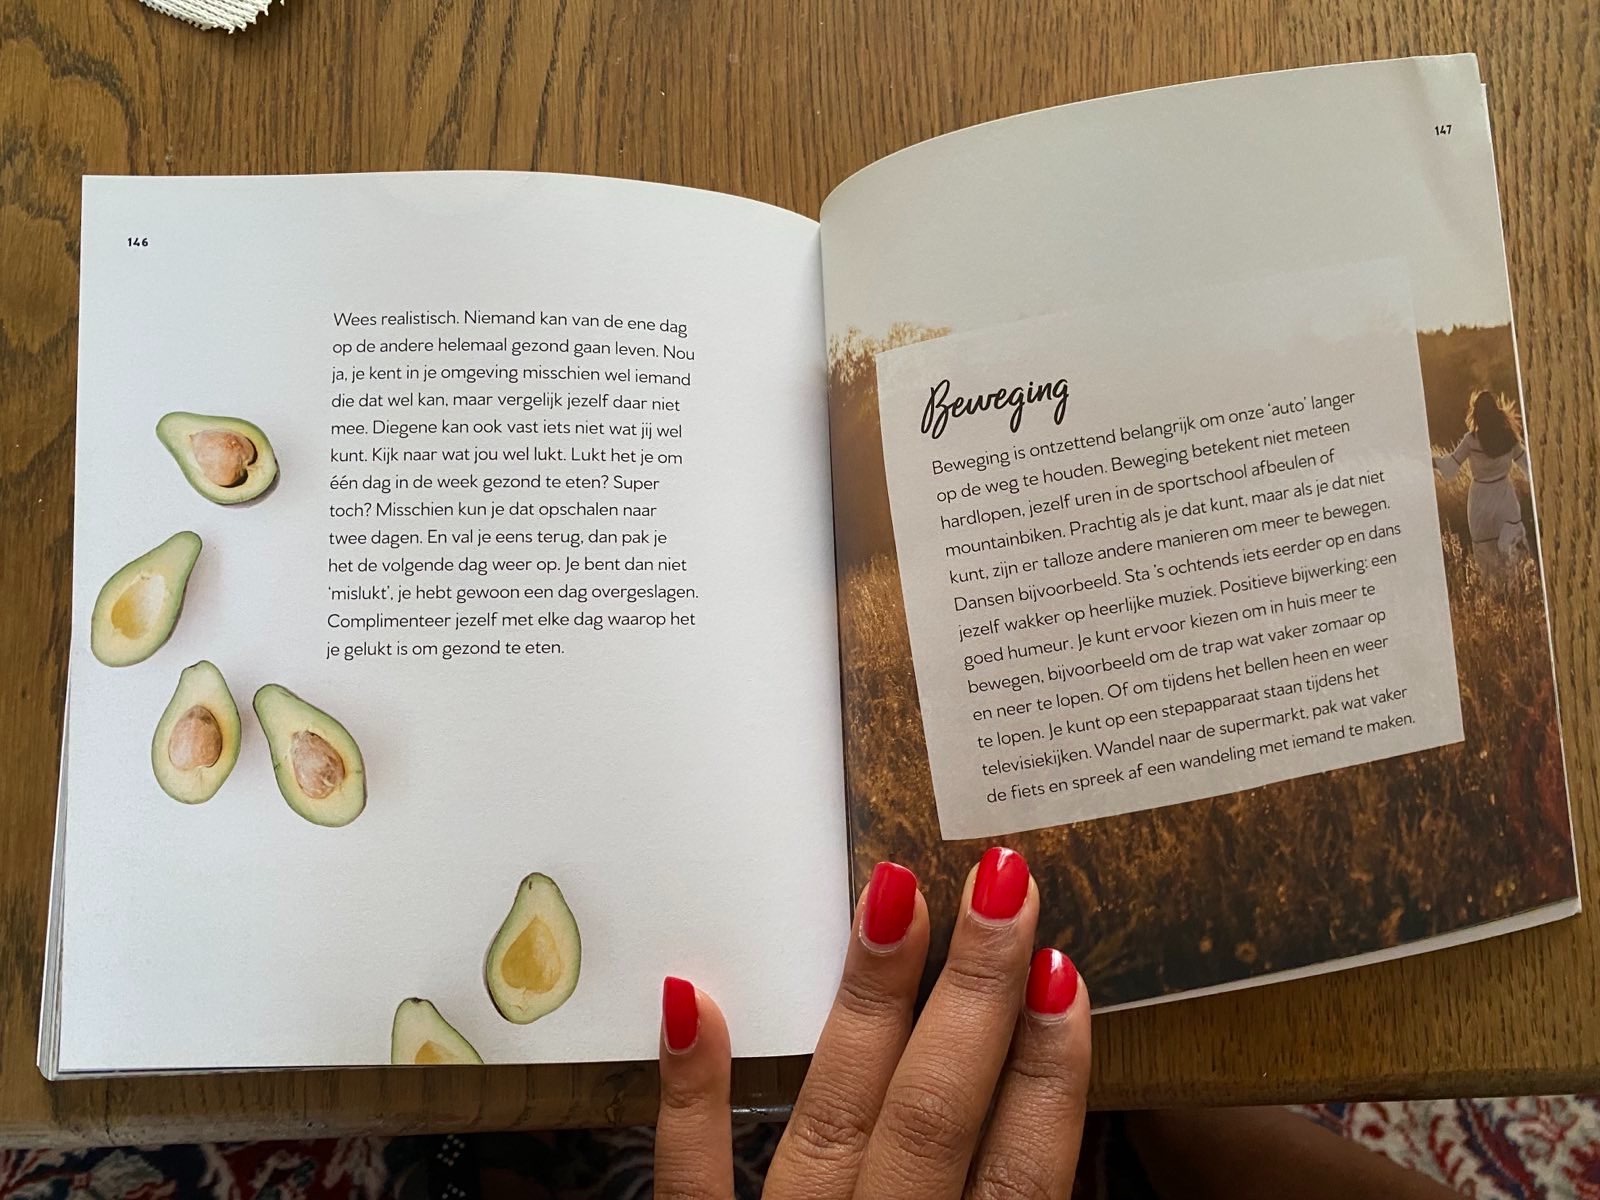 146
Wees realistisch. Niemand kan van de ene dag
op de andere helemaal gezond gaan leven. Nou
ja, je kent in je omgeving misschien wel iemand
die dat wel kan, maar vergelijk jezelf daar niet
mee. Diegene kan ook vast iets niet wat jij wel
kunt. Kijk naar wat jou wel lukt. Lukt het je om
één dag in de week gezond te eten? Super
toch? Misschien kun je dat opschalen naar
twee dagen. En val je eens terug, dan pak je
het de volgende dag weer op. Je bent dan niet
‘mislukt’, je hebt gewoon een dag overgeslagen.
Complimenteer jezelf met elke dag waarop het
je gelukt is om gezond te eten.
147
Beweging
Beweging is ontzettend belangrijk om onze ‘auto’ langer
op de weg te houden. Beweging betekent niet meteen
hardlopen, jezelf uren in de sportschool afbeulen of
mountainbiken. Prachtig als je dat kunt, maar als je dat niet
kunt, zijn er talloze andere manieren om meer te bewegen.
Dansen bijvoorbeeld. Sta ’s ochtends iets eerder op en dans
jezelf wakker op heerlijke muziek. Positieve bijwerking: een
goed humeur. Je kunt ervoor kiezen om in huis meer te
bewegen, bijvoorbeeld om de trap wat vaker zomaar op
en neer te lopen. Of om tijdens het bellen heen en weer
te lopen. Je kunt op een stepapparaat staan tijdens het
televisiekijken. Wandel naar de supermarkt, pak wat vaker
de fiets en spreek af een wandeling met iemand te maken.